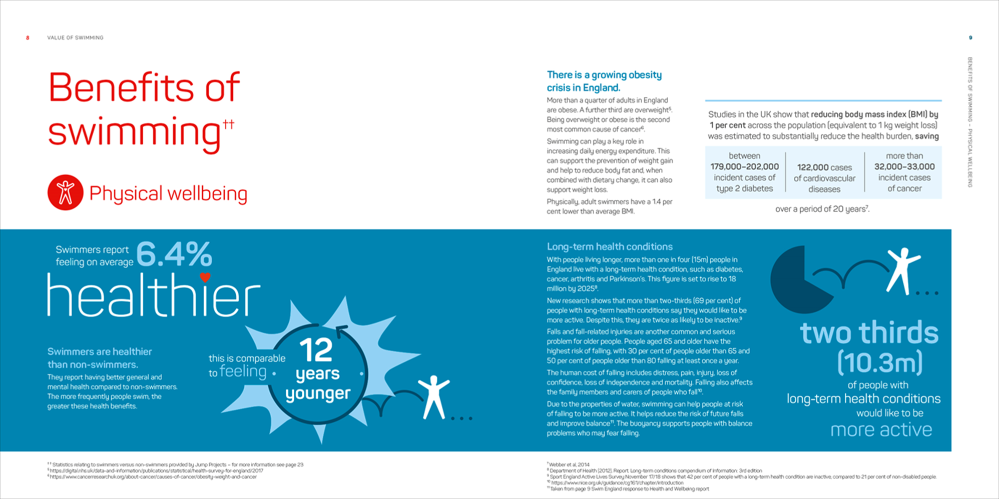 8
VALUE OF SWIMMING
Benefits of
swimming††
Physical wellbeing
Swimmers report
feeling on average
6.4%
healthier
Swimmers are healthier
than non-swimmers.
They report having better general and
mental health compared to non-swimmers.
The more frequently people swim, the
greater these health benefits.
this is comparable
to feeling
12
years
younger
†† Statistics relating to swimmers versus non-swimmers provided by Jump Projects – for more information see page 23
5 https://digital.nhs.uk/data-and-information/publications/statistical/health-survey-for-england/2017
6 https://www.cancerresearchuk.org/about-cancer/causes-of-cancer/obesity-weight-and-cancer
There is a growing obesity
crisis in England.
More than a quarter of adults in England
are obese. A further third are overweight5.
Being overweight or obese is the second
most common cause of cancer6.
Swimming can play a key role in
increasing daily energy expenditure. This
can support the prevention of weight gain
and help to reduce body fat and, when
combined with dietary change, it can also
support weight loss.
Physically, adult swimmers have a 1.4 per
cent lower than average BMI.
Studies in the UK show that reducing body mass index (BMI) by
1 per cent across the population (equivalent to 1 kg weight loss)
was estimated to substantially reduce the health burden, saving
between
179,000–202,000
incident cases of
type 2 diabetes
122,000 cases
of cardiovascular
diseases
more than
32,000–33,000
incident cases
of cancer
over a period of 20 years7.
Long-term health conditions
With people living longer, more than one in four (15m) people in
England live with a long-term health condition, such as diabetes,
cancer, arthritis and Parkinson's. This figure is set to rise to 18
million by 20258.
New research shows that more than two-thirds (69 per cent) of
people with long-term health conditions say they would like to be
more active. Despite this, they are twice as likely to be inactive.9
Falls and fall-related injuries are another common and serious
problem for older people. People aged 65 and older have the
highest risk of falling, with 30 per cent of people older than 65 and
50 per cent of people older than 80 falling at least once a year.
The human cost of falling includes distress, pain, injury, loss of
confidence, loss of independence and mortality. Falling also affects
the family members and carers of people who fall10.
Due to the properties of water, swimming can help people at risk
of falling to be more active. It helps reduce the risk of future falls
and improve balance11. The buoyancy supports people with balance
problems who may fear falling.
two thirds
(10.3m)
of people with
long-term health conditions
would like to be
more active
7 Webber et al, 2014
8 Department of Health (2012). Report. Long-term conditions compendium of Information: 3rd edition
9 Sport England Active Lives Survey November 17/18 shows that 42 per cent of people with a long-term health condition are inactive, compared to 21 per cent of non-disabled people.
10 https://www.nice.org.uk/guidance/cg161/chapter/introduction
11 Taken from page 9 Swim England response to Health and Wellbeing report
9
BENEFITS OF SWIMMING – PHYSICAL WELLBEING